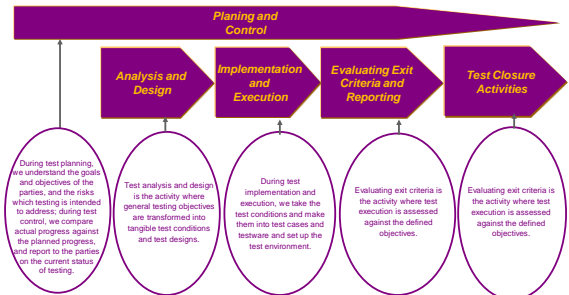 Planing and
Control
Analysis and
Design
Implementation
and
Execution
Evaluating Exit
Criteria and
Reporting
Test Closure
Activities
During test planning,
we understand the goals
and objectives of the
parties, and the risks
which testing is intended
to address; during test
control, we compare
actual progress against
the planned progress,
and report to the parties
on the current status
of testing.
Test analysis and design
is the activity where
general testing objectives
are transformed into
tangible test conditions
and test designs.
During test
implementation and
execution, we take the
test conditions and make
them into test cases and
testware and set up the
test environment.
Evaluating exit criteria is
the activity where test
execution is assessed
against the defined
objectives.
Evaluating exit criteria is
the activity where test
execution is assessed
against the defined
objectives.